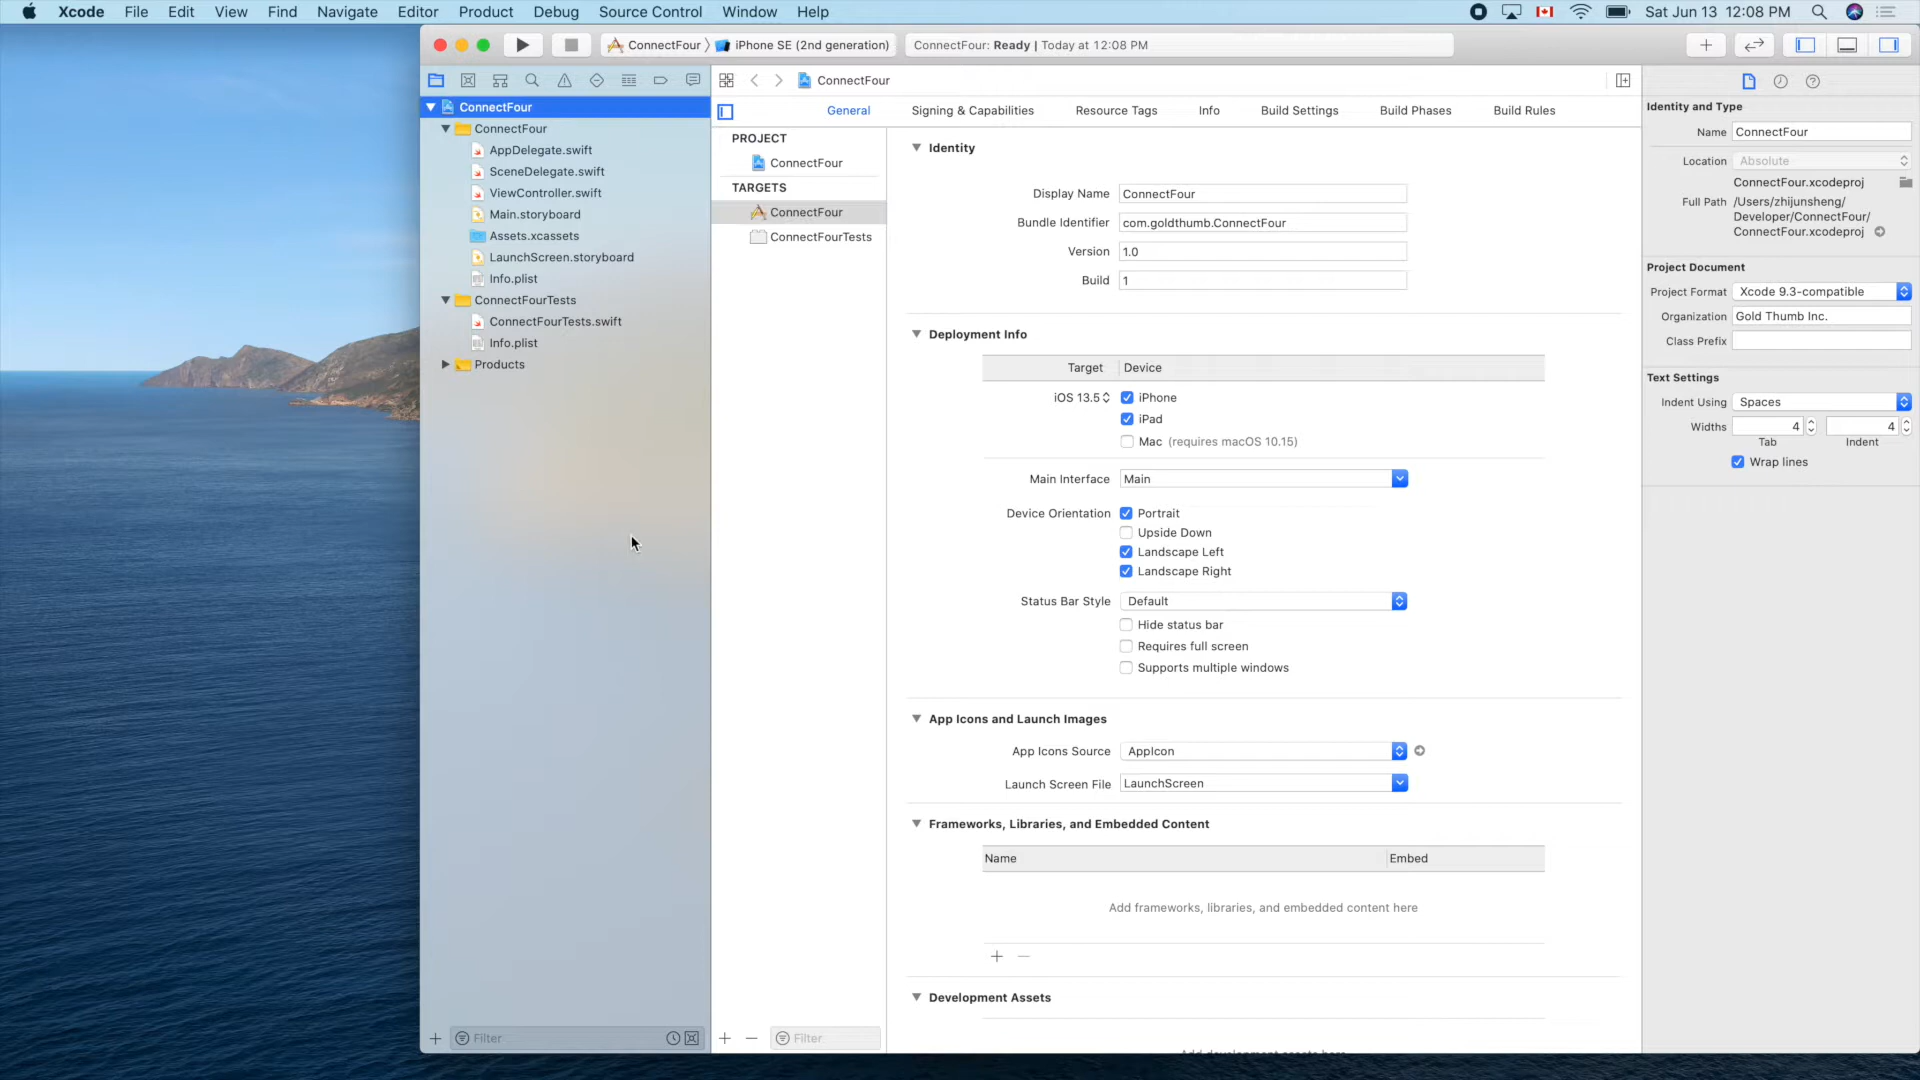 Xcode File Edit View Find Navigate Editor Product Debug Source Control Window Help Sat Jun 13 12:08 PM
ConnectFour iPhone SE (2nd generation) ConnectFour: Ready | Today at 12:08 PM
ConnectFour
General Signing & Capabilities Resource Tags Info Build Settings Build Phases Build Rules
ConnectFour
ConnectFour
AppDelegate.swift
SceneDelegate.swift
ViewController.swift
Main.storyboard
Assets.xcassets
LaunchScreen.storyboard
Info.plist
ConnectFourTests
ConnectFourTests.swift
Info.plist
Products
Filter
PROJECT
ConnectFour
TARGETS
ConnectFour
ConnectFourTests
Filter
Identity
Display Name ConnectFour
Bundle Identifier com.goldthumb.ConnectFour
Version 1.0
Build 1
Deployment Info
Target Device
iOS 13.5 iPhone
iPad
Mac (requires macOS 10.15)
Main Interface Main
Device Orientation Portrait
Upside Down
Landscape Left
Landscape Right
Status Bar Style Default
Hide status bar
Requires full screen
Supports multiple windows
App Icons and Launch Images
App Icons Source AppIcon
Launch Screen File LaunchScreen
Frameworks, Libraries, and Embedded Content
Name Embed
Add frameworks, libraries, and embedded content here
Development Assets
Add development assets here
Identity and Type
Name ConnectFour
Location Absolute
ConnectFour.xcodeproj
Full Path /Users/zhijunsheng/
Developer/ConnectFour/
ConnectFour.xcodeproj
Project Document
Project Format Xcode 9.3-compatible
Organization Gold Thumb Inc.
Class Prefix
Text Settings
Indent Using Spaces
Widths 4 4
Tab Indent
Wrap lines